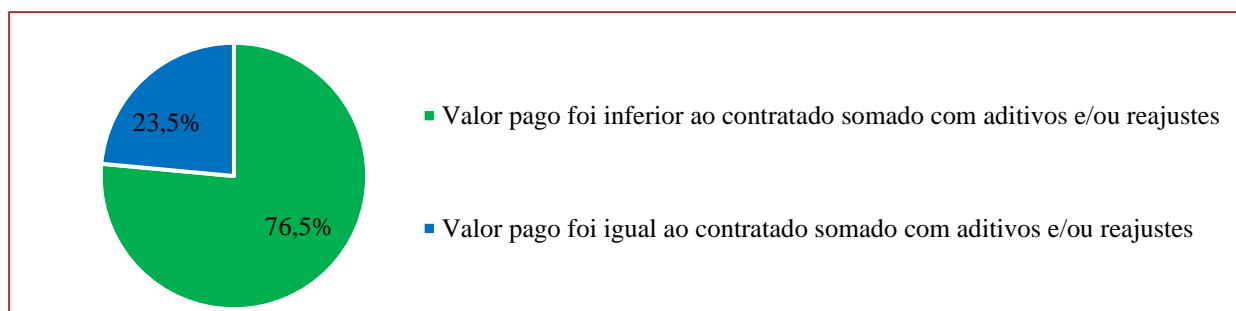 23,5%
76,5%
Valor pago foi inferior ao contratado somado com aditivos e/ou reajustes
Valor pago foi igual ao contratado somado com aditivos e/ou reajustes